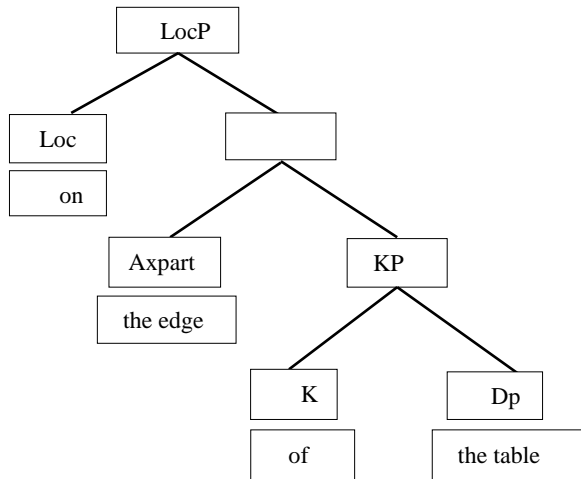 LocP
Loc
on
Axpart
KP
the edge
K
Dp
of
the table